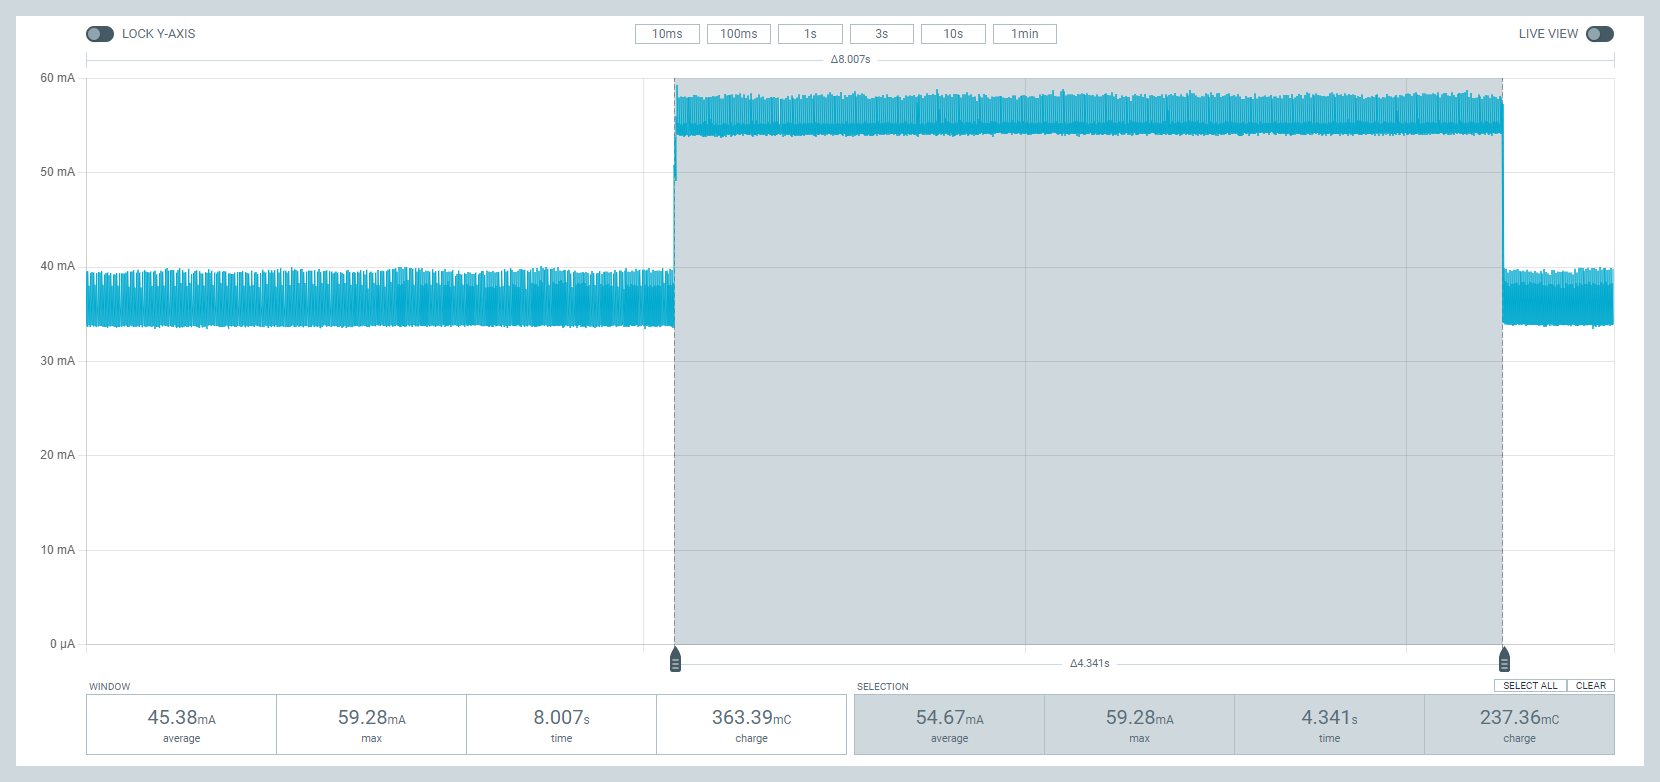 LOCK Y-AXIS 10ms 100ms 1s 3s 10s 1min LIVE VIEW
Δ8.007s
60 mA
50 mA
40 mA
30 mA
20 mA
10 mA
0 µA
Δ4.341s
WINDOW SELECTION SELECT ALL CLEAR
45.38mA 59.28mA 8.007s 363.39mC 54.67mA 59.28mA 4.341s 237.36mC
average max time charge average max time charge